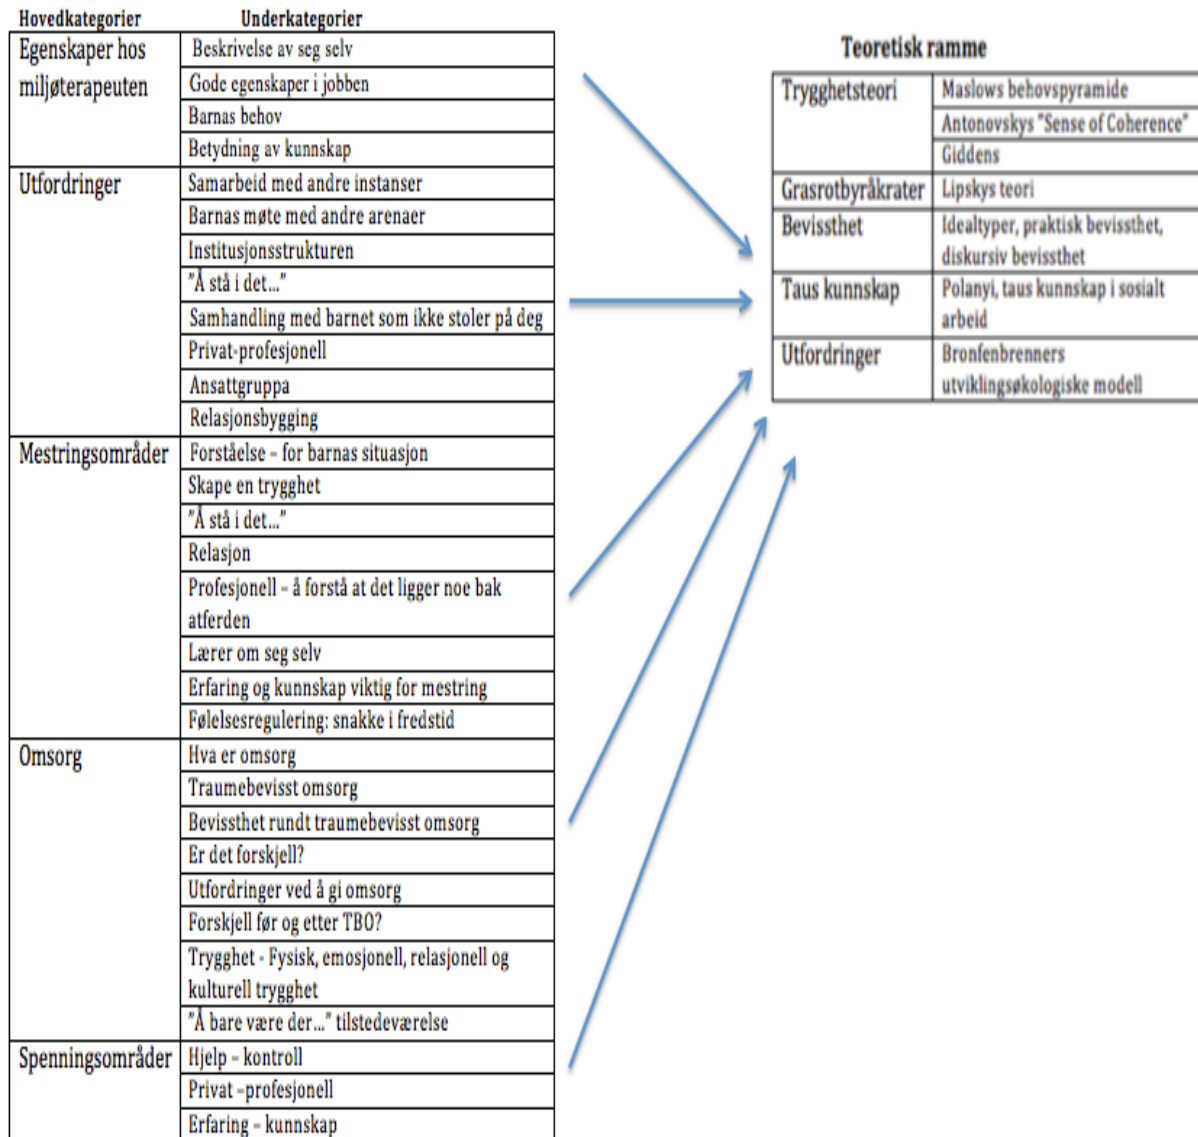 Hovedkategorier Underkategorier
Egenskaper hos
miljøterapeuten
Beskrivelse av seg selv
Gode egenskaper i jobben
Barnas behov
Betydning av kunnskap
Utfordringer
Samarbeid med andre instanser
Barnas møte med andre arenaer
Institusjonsstrukturen
"Å stå i det..."
Samhandling med barnet som ikke stoler på deg
Privat-profesjonell
Ansattgruppa
Relasjonsbygging
Mestringsområder
Forståelse – for barnas situasjon
Skape en trygghet
"Å stå i det..."
Relasjon
Profesjonell – å forstå at det ligger noe bak
atferden
Lærer om seg selv
Erfaring og kunnskap viktig for mestring
Følelsesregulering: snakke i fredstid
Omsorg
Hva er omsorg
Traumebevisst omsorg
Bevissthet rundt traumebevisst omsorg
Er det forskjell?
Utfordringer ved å gi omsorg
Forskjell før og etter TBO?
Trygghet - Fysisk, emosjonell, relasjonell og
kulturell trygghet
"Å bare være der..." tilstedeværelse
Spenningsområder
Hjelp – kontroll
Privat –profesjonell
Erfaring – kunnskap
Teoretisk ramme
Trygghetsteori
Maslows behovspyramide
Antonovskys "Sense of Coherence"
Giddens
Grasrotbyråkrater
Lipskys teori
Bevissthet
Idealtyper, praktisk bevissthet,
diskursiv bevissthet
Taus kunnskap
Polanyi, taus kunnskap i sosialt
arbeid
Utfordringer
Bronfenbrenners
utviklingsøkologiske modell